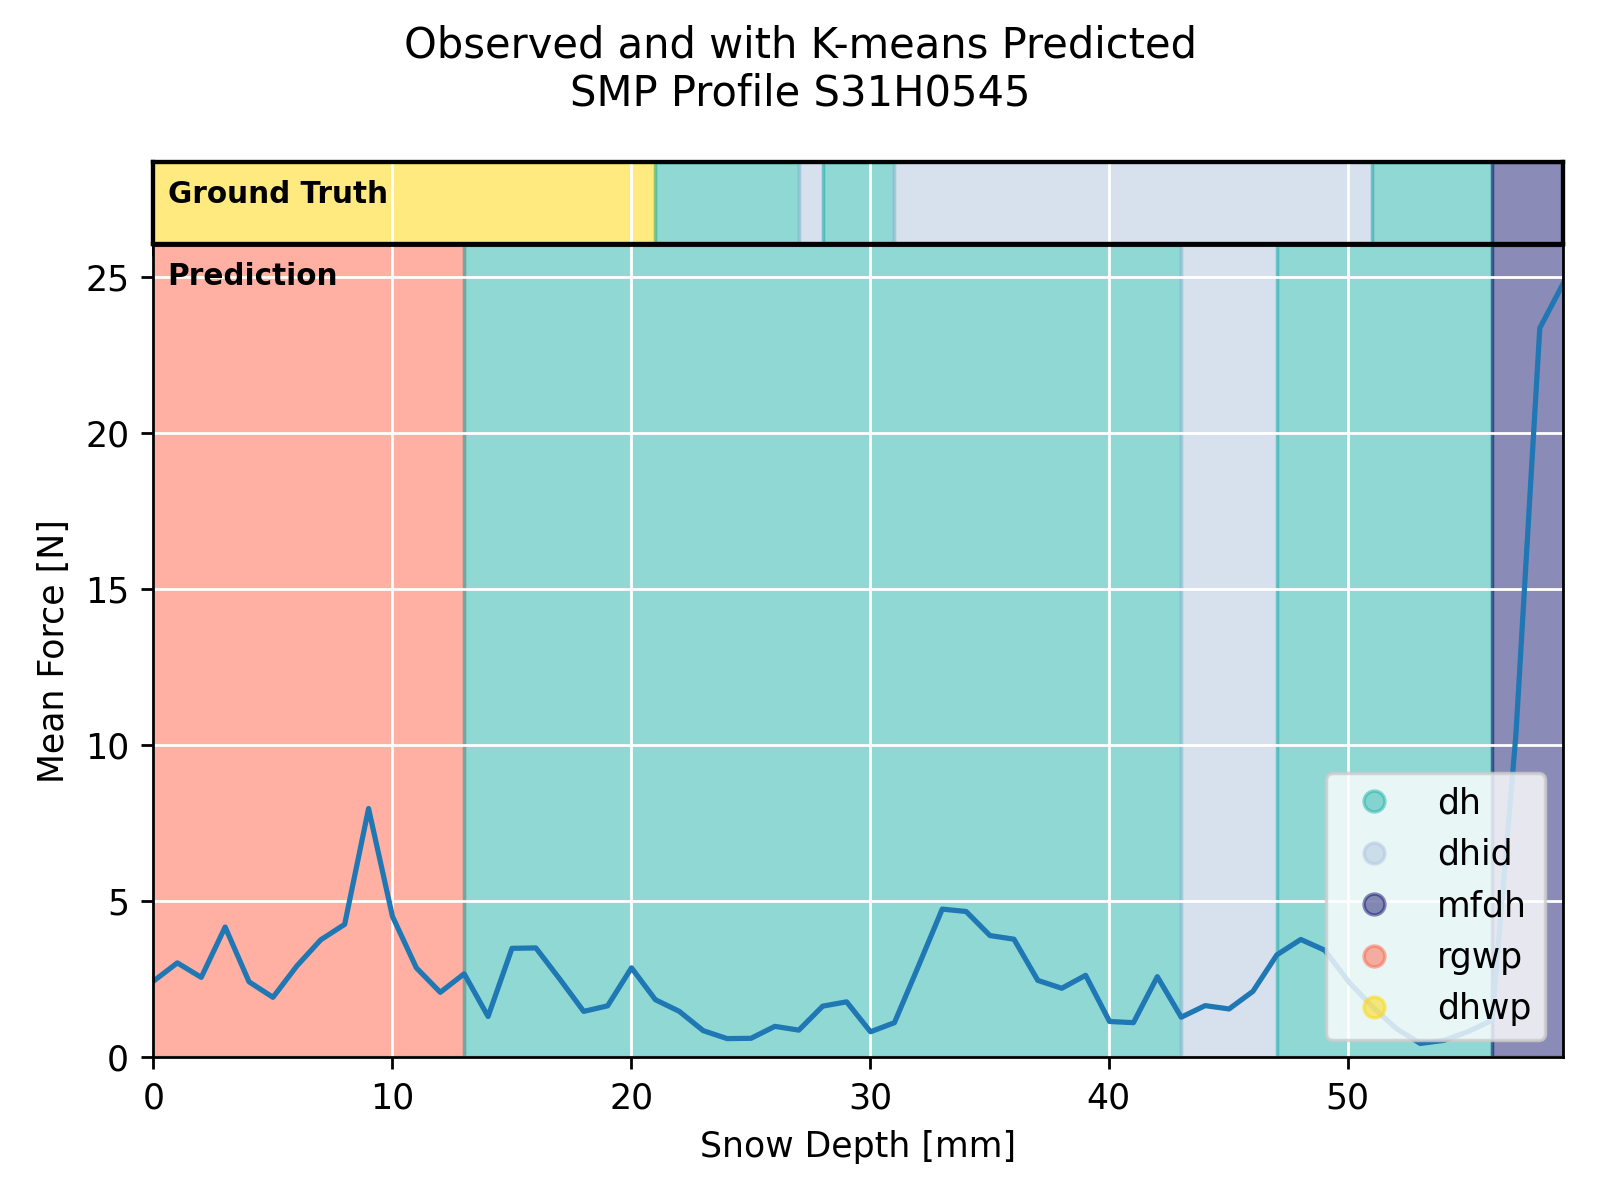 Observed and with K-means Predicted
SMP Profile S31H0545
Ground Truth
Prediction
25
20
15
10
5
0
Mean Force [N]
dh
dhid
mfdh
rgwp
dhwp
0 10 20 30 40 50
Snow Depth [mm]